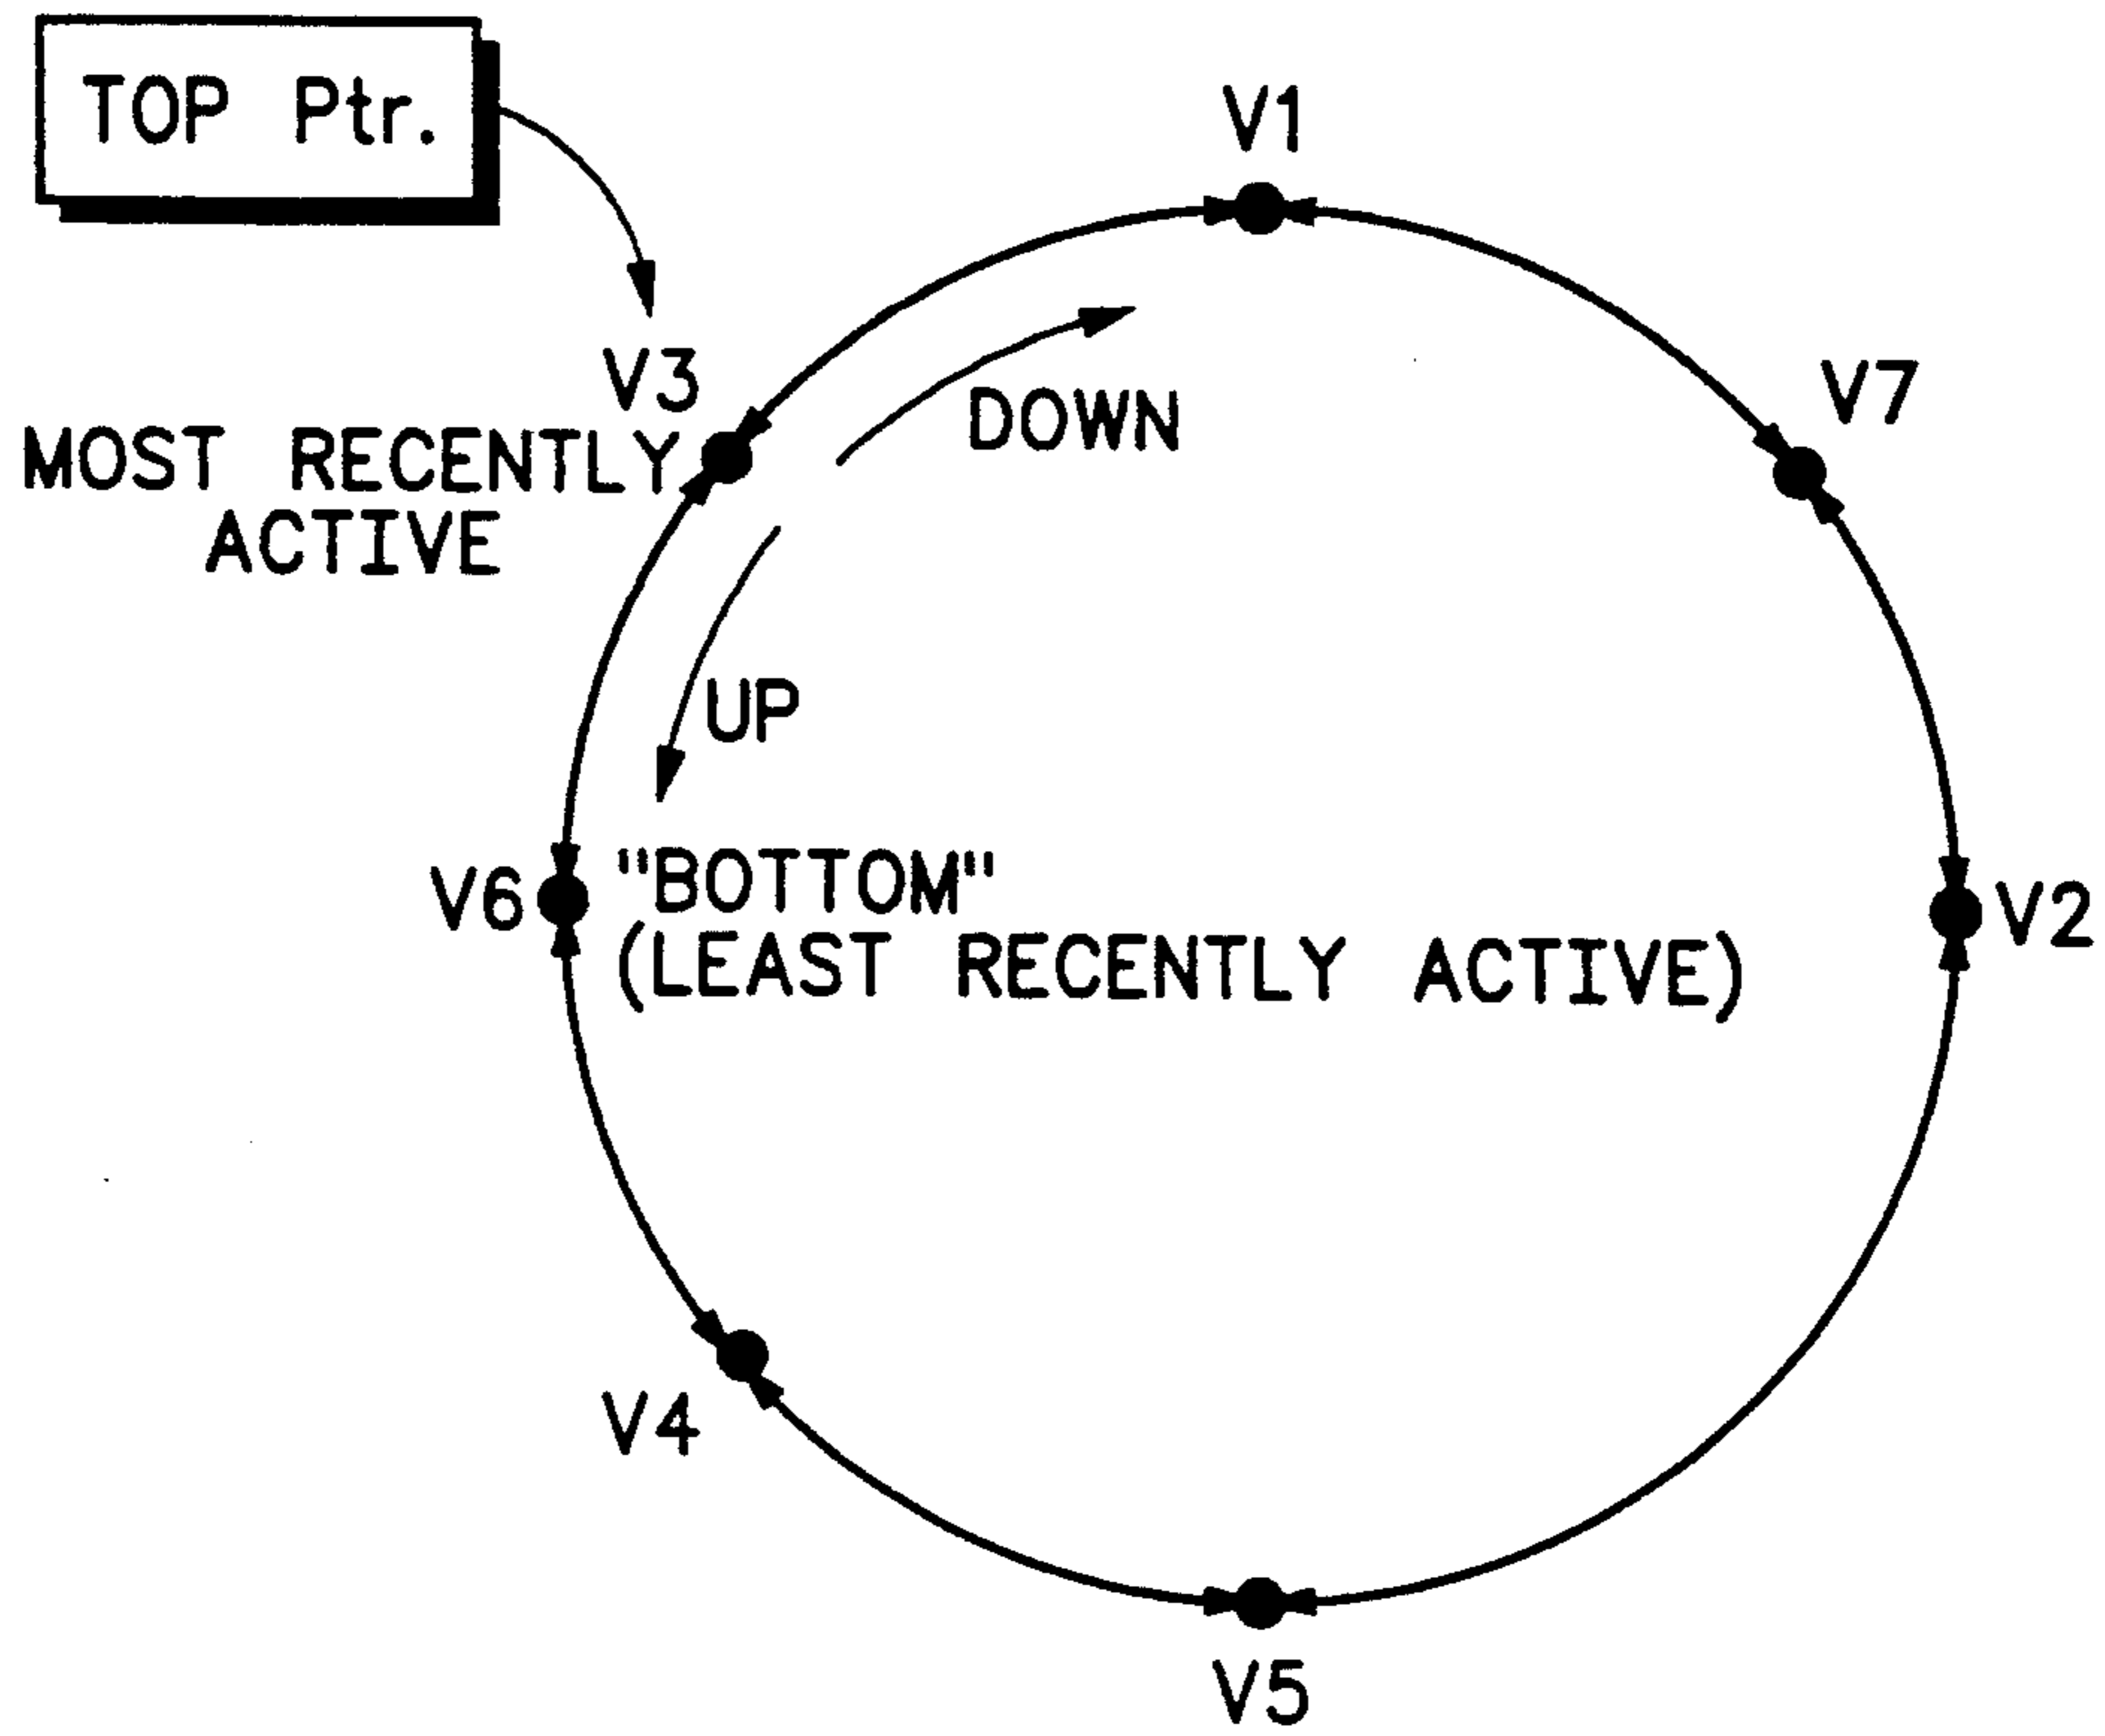 TOP Ptr.
V1
V3
MOST RECENTLY
ACTIVE
DOWN
V7
UP
V6
"BOTTOM"
(LEAST RECENTLY ACTIVE)
V2
V4
V5